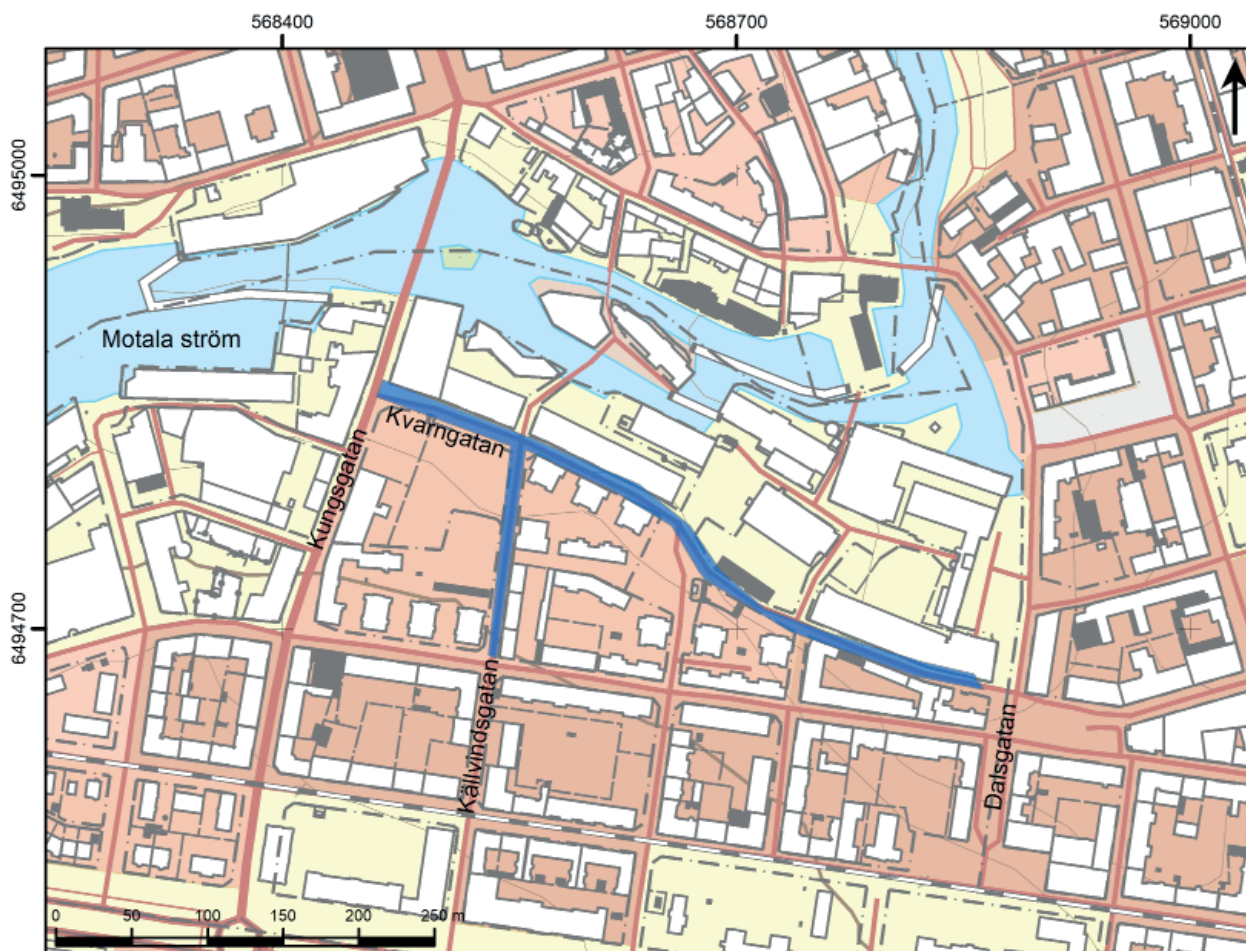 568400
568700
569000
6495000
Motala ström
Kvarngatan
Kungsgatan
6494700
Källvindsgatan
Dalsgatan
0 50 100 150 200 250 m